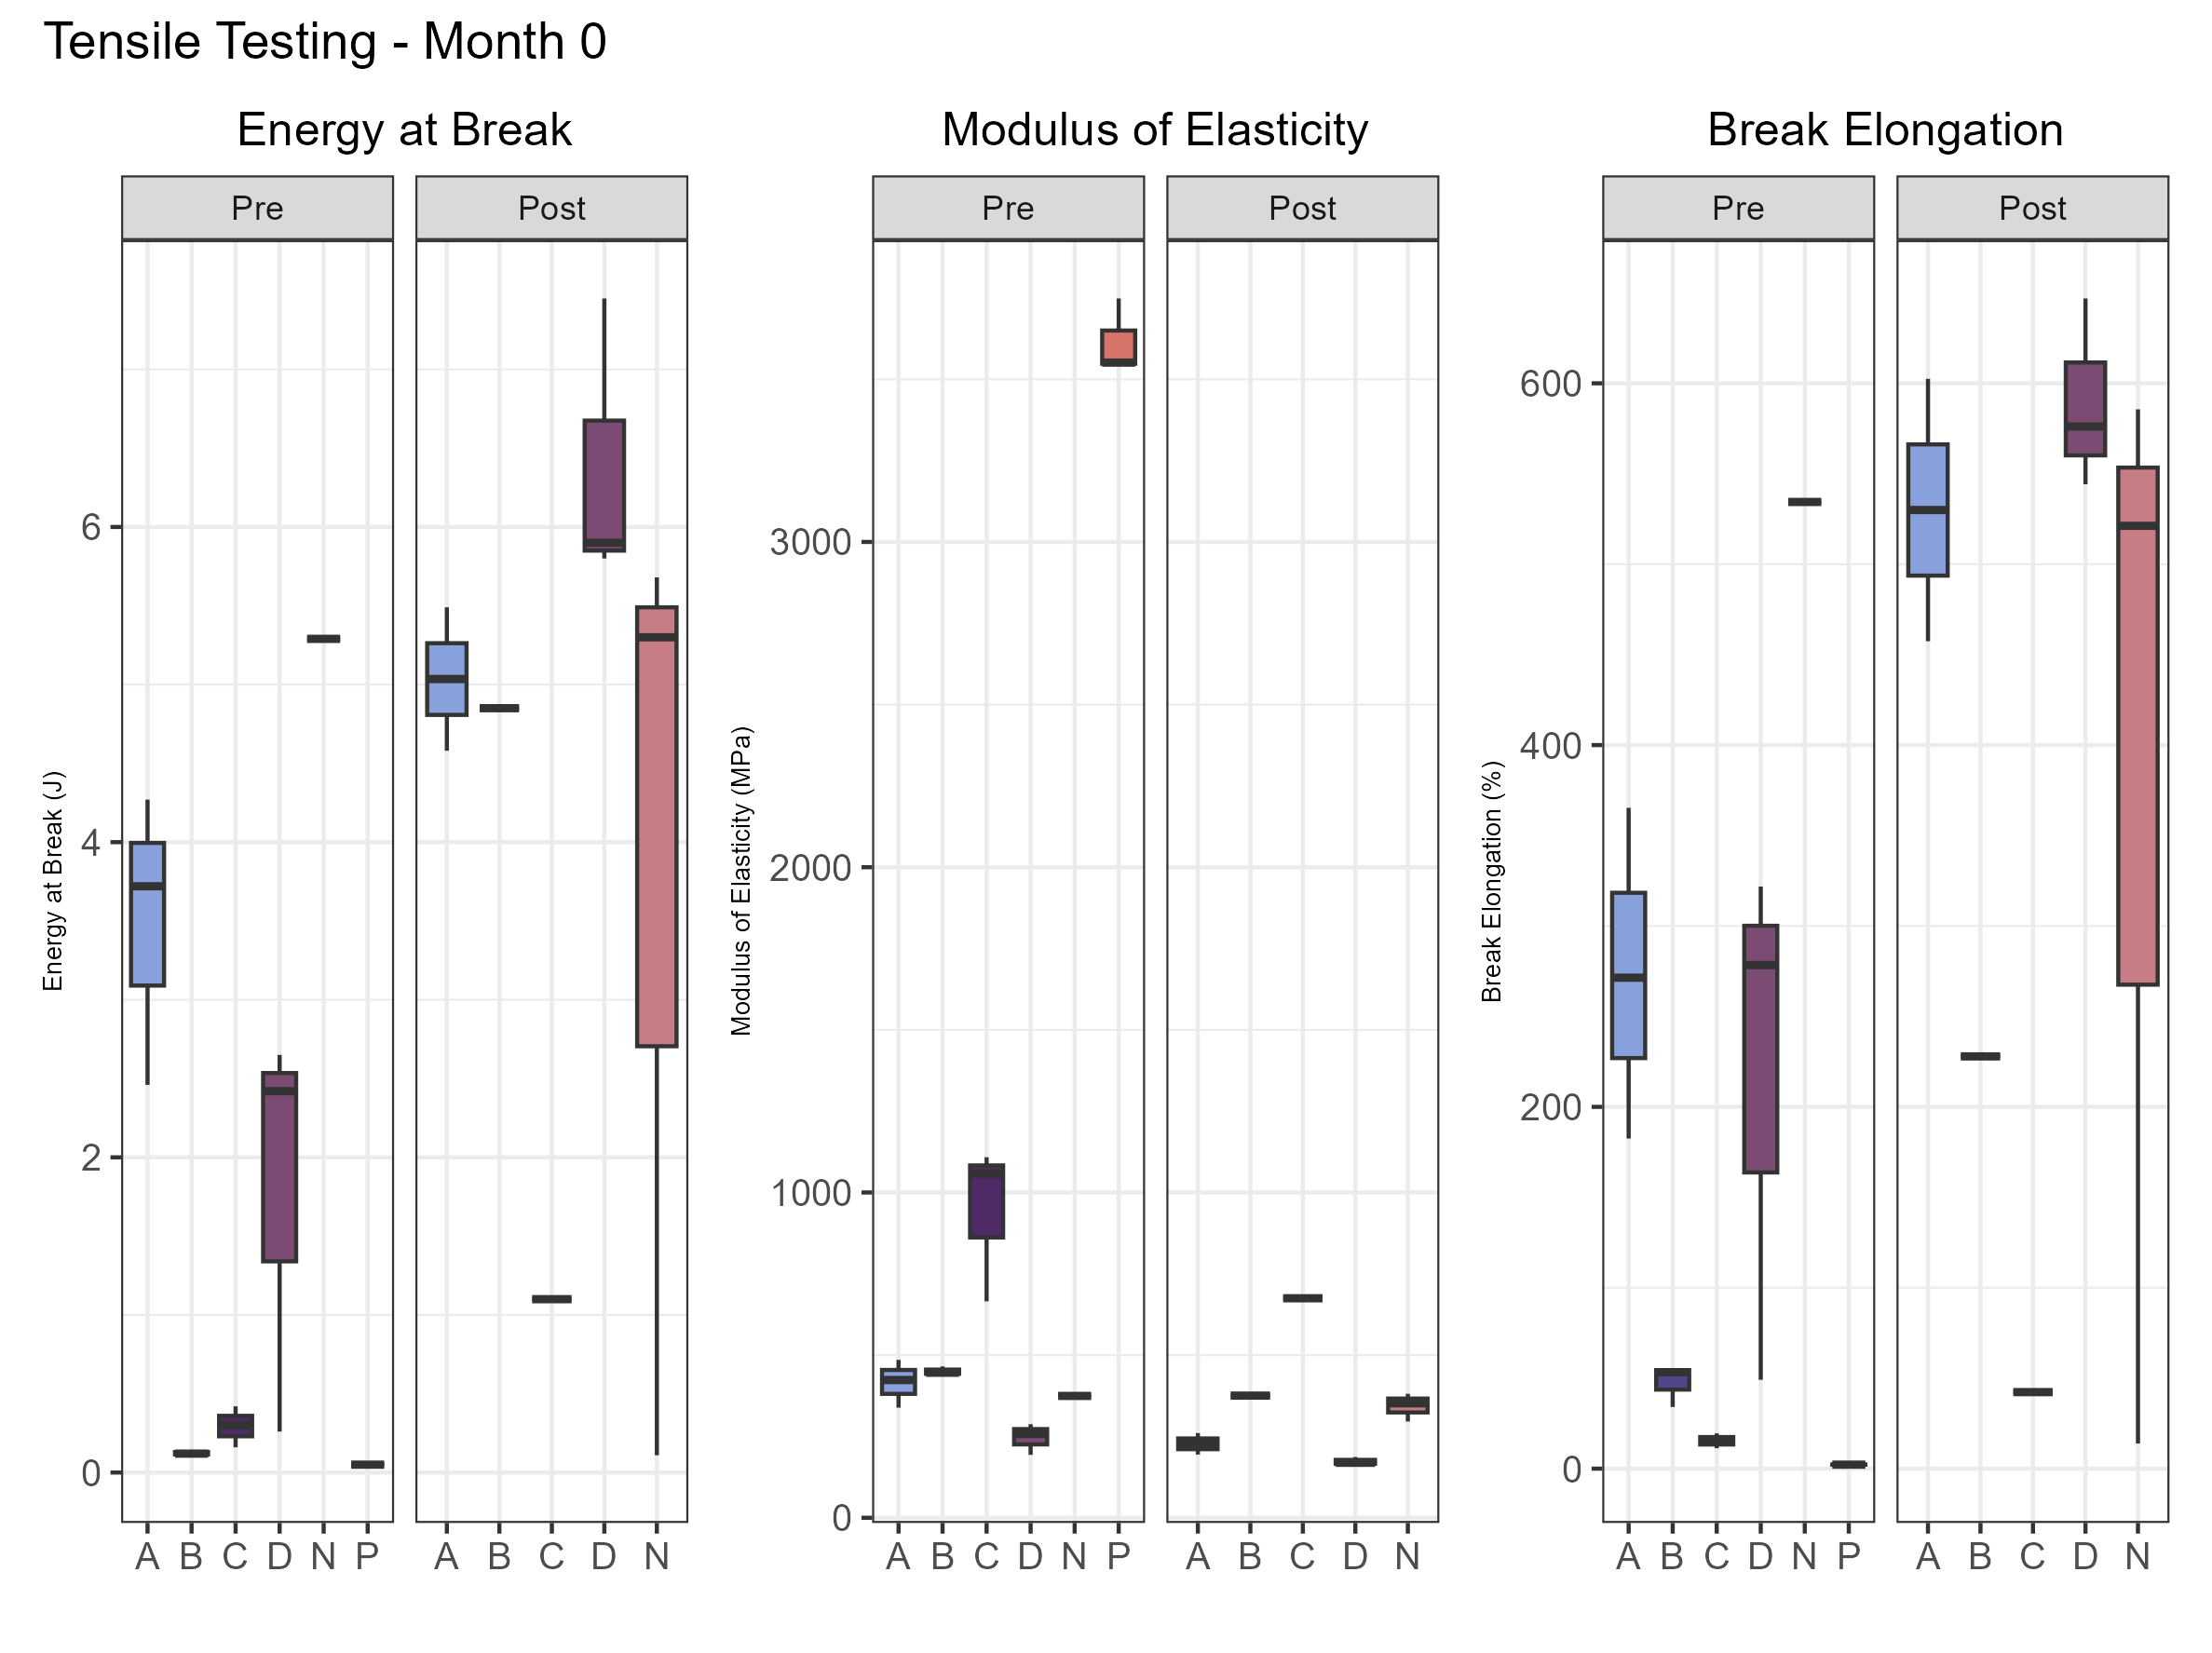 Tensile Testing - Month 0
Energy at Break
Modulus of Elasticity
Break Elongation
Pre
Post
Pre
Post
Pre
Post
Energy at Break (J)
6
4
2
0
A B C D N P
A B C D N
Modulus of Elasticity (MPa)
3000
2000
1000
0
A B C D N P
A B C D N
Break Elongation (%)
600
400
200
0
A B C D N P
A B C D N